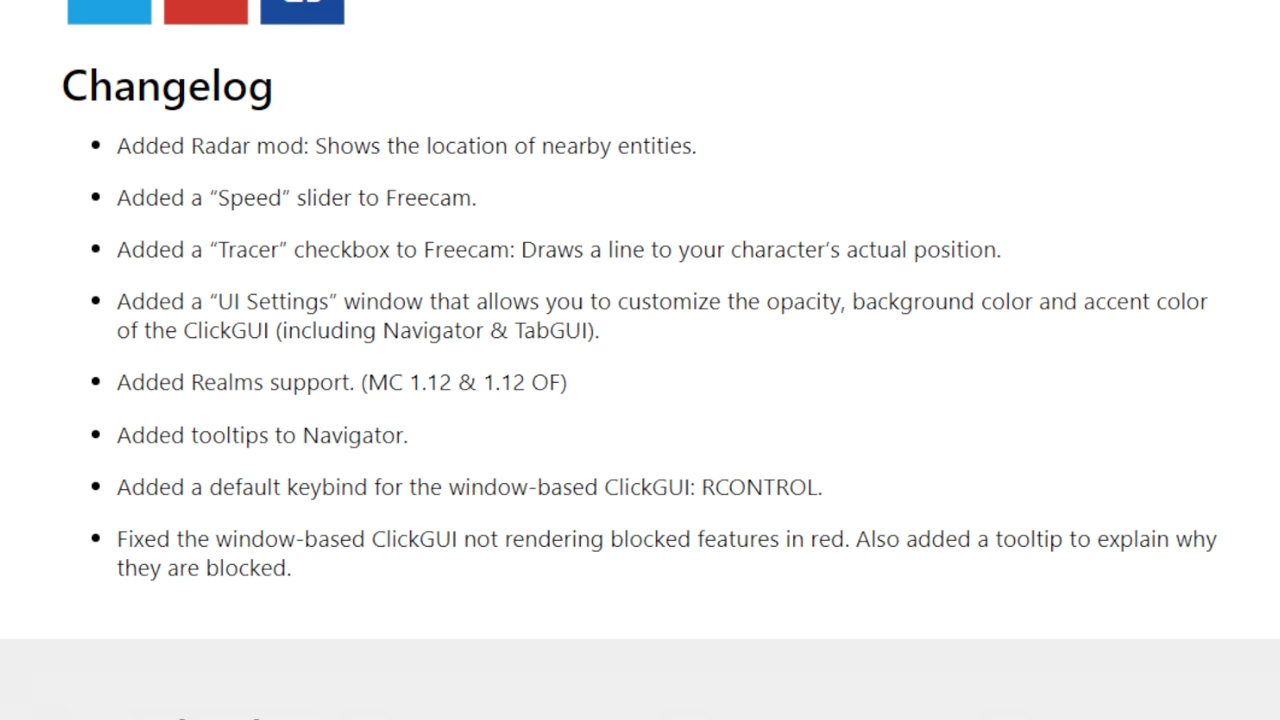 Changelog
Added Radar mod: Shows the location of nearby entities.
Added a “Speed” slider to Freecam.
Added a “Tracer” checkbox to Freecam: Draws a line to your character’s actual position.
Added a “UI Settings” window that allows you to customize the opacity, background color and accent color
of the ClickGUI (including Navigator & TabGUI).
Added Realms support. (MC 1.12 & 1.12 OF)
Added tooltips to Navigator.
Added a default keybind for the window-based ClickGUI: RCONTROL.
Fixed the window-based ClickGUI not rendering blocked features in red. Also added a tooltip to explain why
they are blocked.